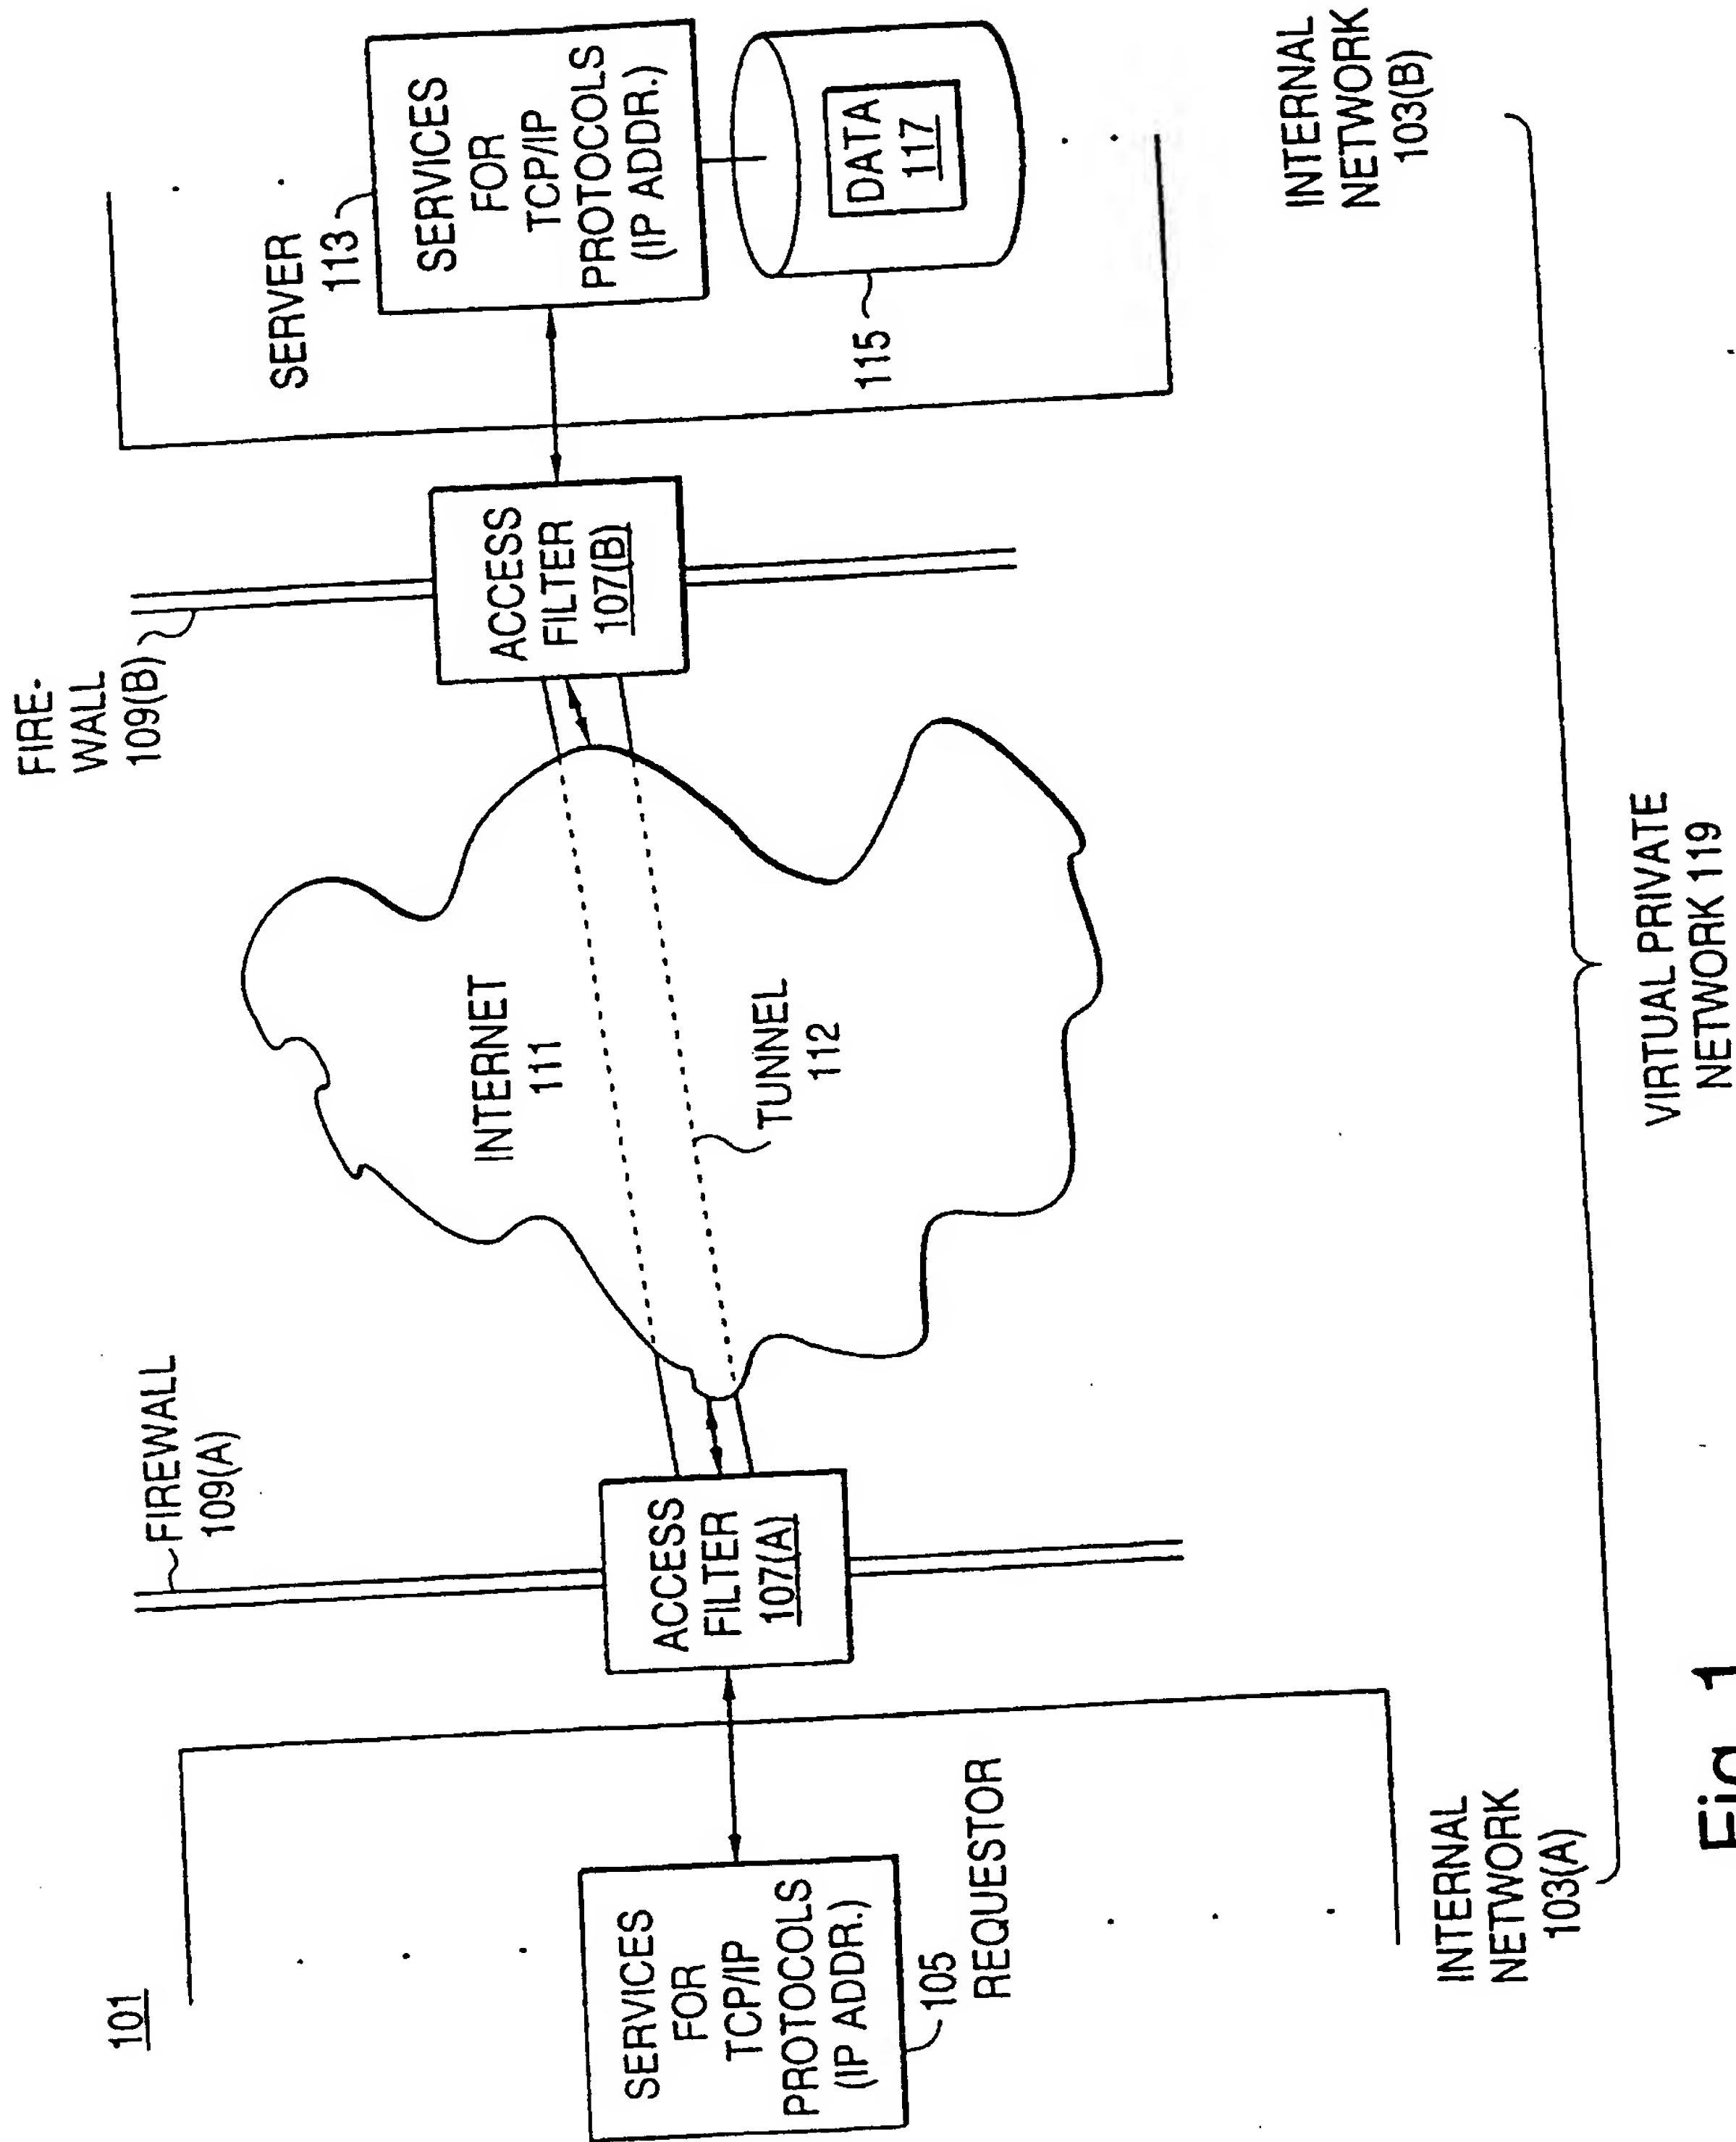 101
FIREWALL
109(A)
FIRE-
WALL
109(B)
SERVER
113
SERVICES
FOR
TCP/IP
PROTOCOLS
(IP ADDR.)
105
REQUESTOR
ACCESS
FILTER
107(A)
INTERNET
111
TUNNEL
112
ACCESS
FILTER
107(B)
SERVICES
FOR
TCP/IP
PROTOCOLS
(IP ADDR.)
DATA
117
115
INTERNAL
NETWORK
103(A)
INTERNAL
NETWORK
103(B)
VIRTUAL PRIVATE
NETWORK 119
Fig. 1